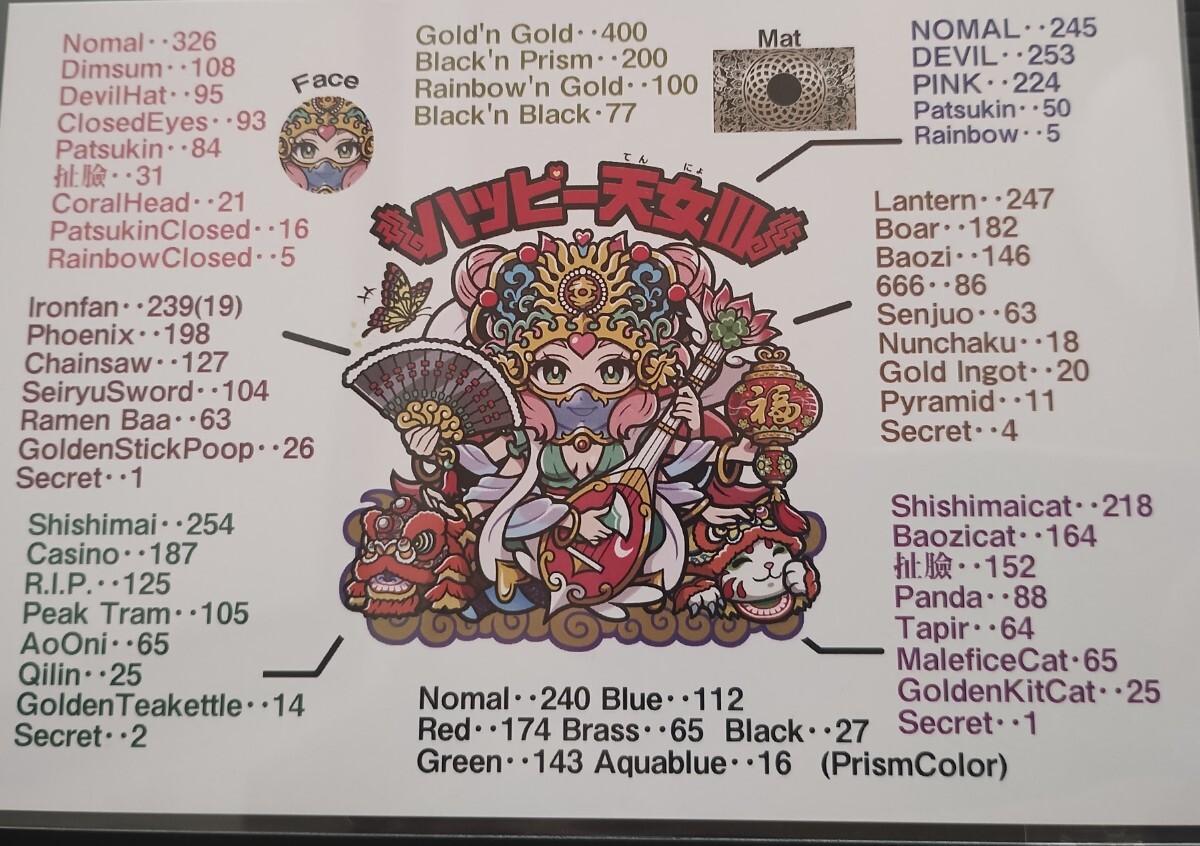 Nomal‥326
Dimsum‥108
DevilHat‥95
ClosedEyes‥93
Patsukin‥84
扯臉‥31
CoralHead‥21
PatsukinClosed‥16
RainbowClosed‥5
Face
Gold'n Gold‥400
Black'n Prism‥200
Rainbow'n Gold‥100
Black'n Black·77
Mat
NOMAL‥245
DEVIL‥253
PINK‥224
Patsukin‥50
Rainbow‥5
てん にょ
ハッピー天女III
Ironfan‥239(19)
Phoenix‥198
Chainsaw‥127
SeiryuSword‥104
Ramen Baa‥63
GoldenStickPoop‥26
Secret‥1
Lantern‥247
Boar‥182
Baozi‥146
666‥86
Senjuo‥63
Nunchaku‥18
Gold Ingot‥20
Pyramid‥11
Secret‥4
福
Shishimai‥254
Casino‥187
R.I.P.‥125
Peak Tram‥105
AoOni‥65
Qilin‥25
GoldenTeakettle‥14
Secret‥2
Shishimaicat‥218
Baozicat‥164
扯臉‥152
Panda‥88
Tapir‥64
MaleficeCat·65
GoldenKitCat‥25
Secret‥1
Nomal‥240 Blue‥112
Red‥174 Brass‥65 Black‥27
Green‥143 Aquablue‥16 (PrismColor)